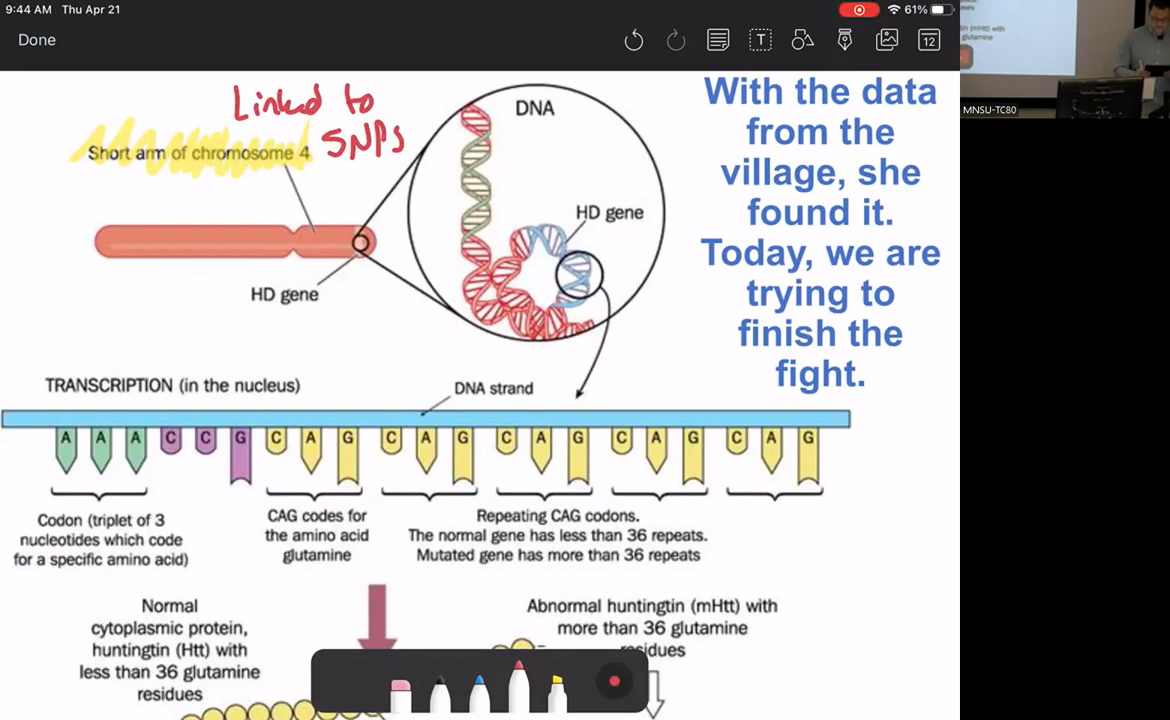 9:44 AM Thu Apr 21
61%
Done
12
Linked to
SNPs
Short arm of chromosome 4
DNA
HD gene
HD gene
With the data
from the
village, she
found it.
Today, we are
trying to
finish the
fight.
MNSU-TC80
TRANSCRIPTION (in the nucleus)
DNA strand
A A A C C G C A G C A G C A G C A G C A G
Codon (triplet of 3
nucleotides which code
for a specific amino acid)
CAG codes for
the amino acid
glutamine
Repeating CAG codons.
The normal gene has less than 36 repeats.
Mutated gene has more than 36 repeats
Normal
cytoplasmic protein,
huntingtin (Htt) with
less than 36 glutamine
residues
Abnormal huntingtin (mHtt) with
more than 36 glutamine
residues